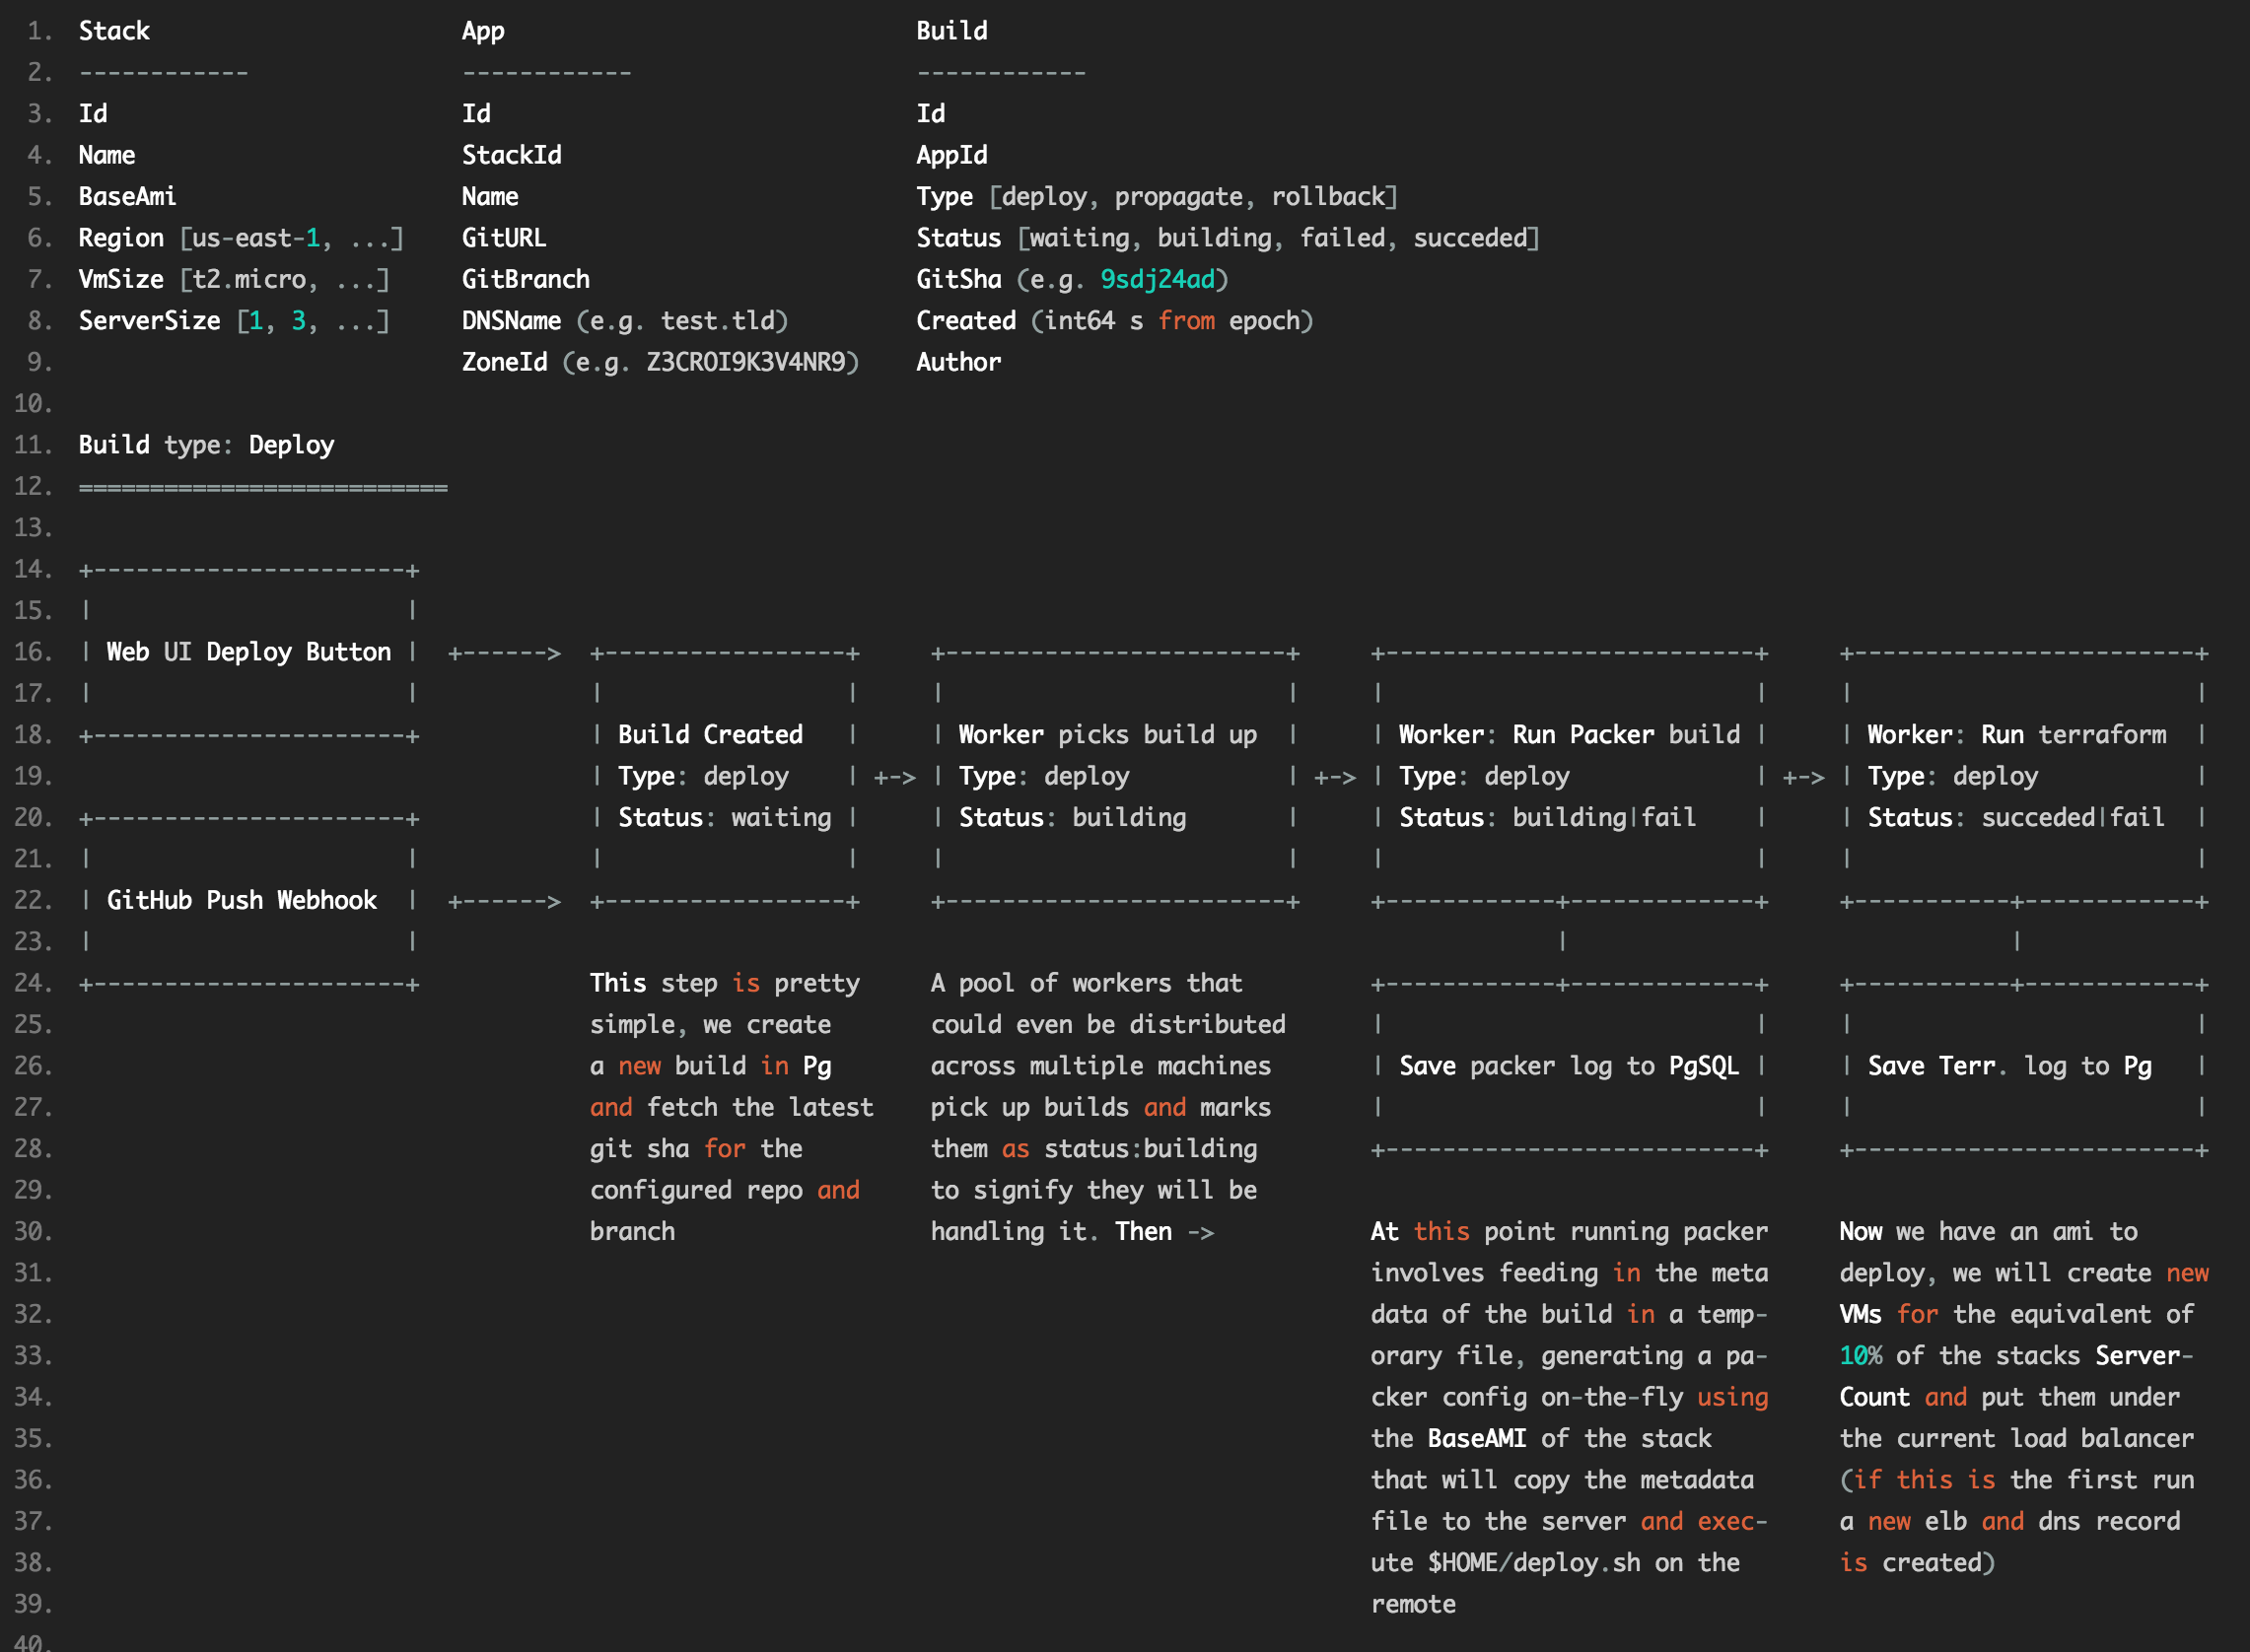 1. Stack                      App                             Build
2. ------------               ------------                    ------------
3. Id                         Id                              Id
4. Name                       StackId                         AppId
5. BaseAmi                    Name                            Type [deploy, propagate, rollback]
6. Region [us-east-1, ...]    GitURL                          Status [waiting, building, failed, succeded]
7. VmSize [t2.micro, ...]     GitBranch                       GitSha (e.g. 9sdj24ad)
8. ServerSize [1, 3, ...]     DNSName (e.g. test.tld)         Created (int64 s from epoch)
9.                            ZoneId (e.g. Z3CROI9K3V4NR9)    Author
10.
11. Build type: Deploy
12. ==========================
13.
14. +----------------------+
15. |                      |
16. | Web UI Deploy Button |  +------>  +-----------------+     +------------------------+     +--------------------------+     +------------------------+
17. |                      |            |                 |     |                        |     |                          |     |                        |
18. +----------------------+            | Build Created   |     | Worker picks build up  |     | Worker: Run Packer build |     | Worker: Run terraform  |
19.                                     | Type: deploy    | +-> | Type: deploy           | +-> | Type: deploy             | +-> | Type: deploy           |
20. +----------------------+            | Status: waiting |     | Status: building       |     | Status: building|fail    |     | Status: succeded|fail  |
21. |                      |            |                 |     |                        |     |                          |     |                        |
22. | GitHub Push Webhook  |  +------>  +-----------------+     +------------------------+     +------------+-------------+     +-----------+------------+
23. |                      |                                                                                 |                               |
24. +----------------------+            This step is pretty     A pool of workers that         +------------+-------------+     +-----------+------------+
25.                                     simple, we create       could even be distributed      |                          |     |                        |
26.                                     a new build in Pg       across multiple machines       | Save packer log to PgSQL |     | Save Terr. log to Pg   |
27.                                     and fetch the latest    pick up builds and marks       |                          |     |                        |
28.                                     git sha for the         them as status:building        +--------------------------+     +------------------------+
29.                                     configured repo and     to signify they will be
30.                                     branch                  handling it. Then ->           At this point running packer     Now we have an ami to
31.                                                                                            involves feeding in the meta     deploy, we will create new
32.                                                                                            data of the build in a temp-     VMs for the equivalent of
33.                                                                                            orary file, generating a pa-     10% of the stacks Server-
34.                                                                                            cker config on-the-fly using     Count and put them under
35.                                                                                            the BaseAMI of the stack         the current load balancer
36.                                                                                            that will copy the metadata      (if this is the first run
37.                                                                                            file to the server and exec-     a new elb and dns record
38.                                                                                            ute $HOME/deploy.sh on the       is created)
39.                                                                                            remote
40.